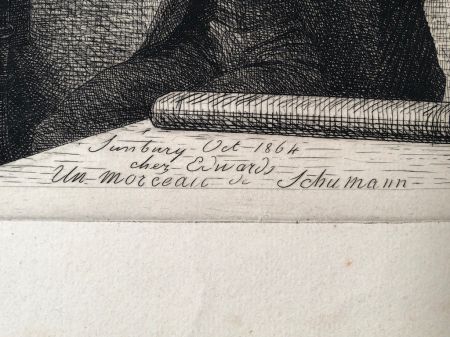 Sunbury Oct 1864
chez Edwards
Un morceau de Schumann